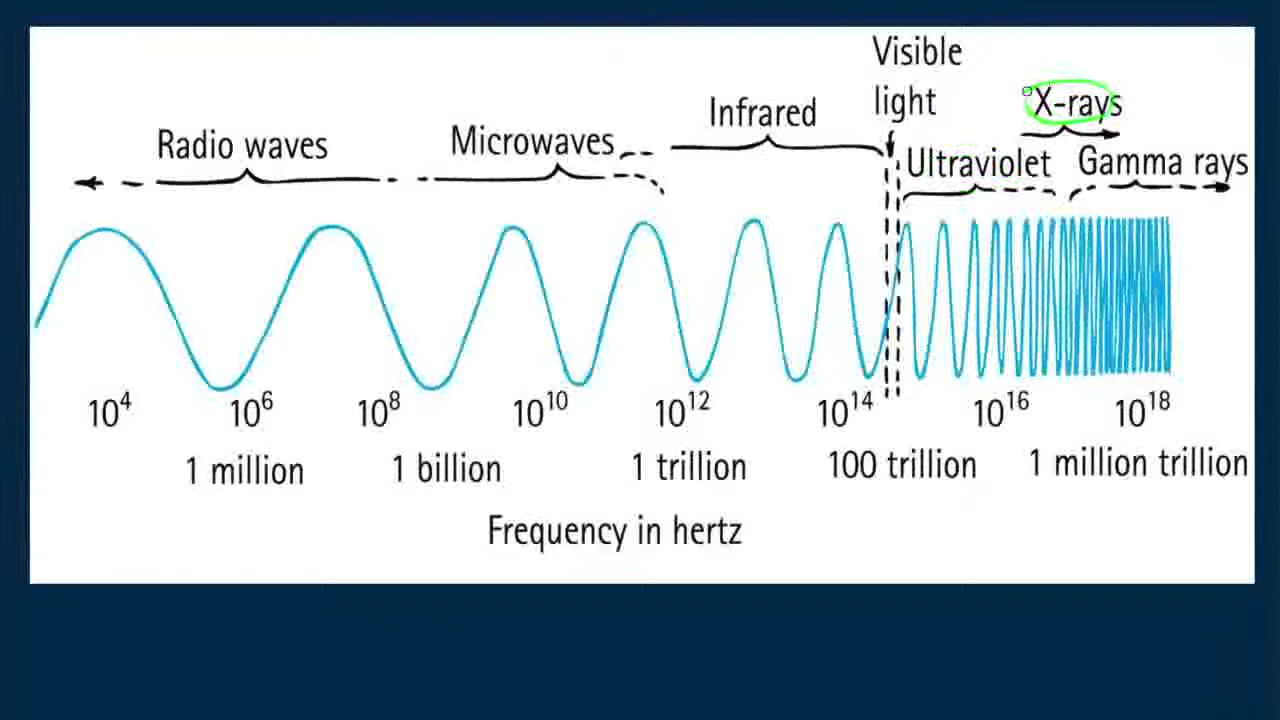 Visible
light
X-rays
Infrared
Radio waves
Microwaves
Ultraviolet
Gamma rays
10⁴ 10⁶ 10⁸ 10¹⁰ 10¹² 10¹⁴ 10¹⁶ 10¹⁸
1 million 1 billion 1 trillion 100 trillion 1 million trillion
Frequency in hertz